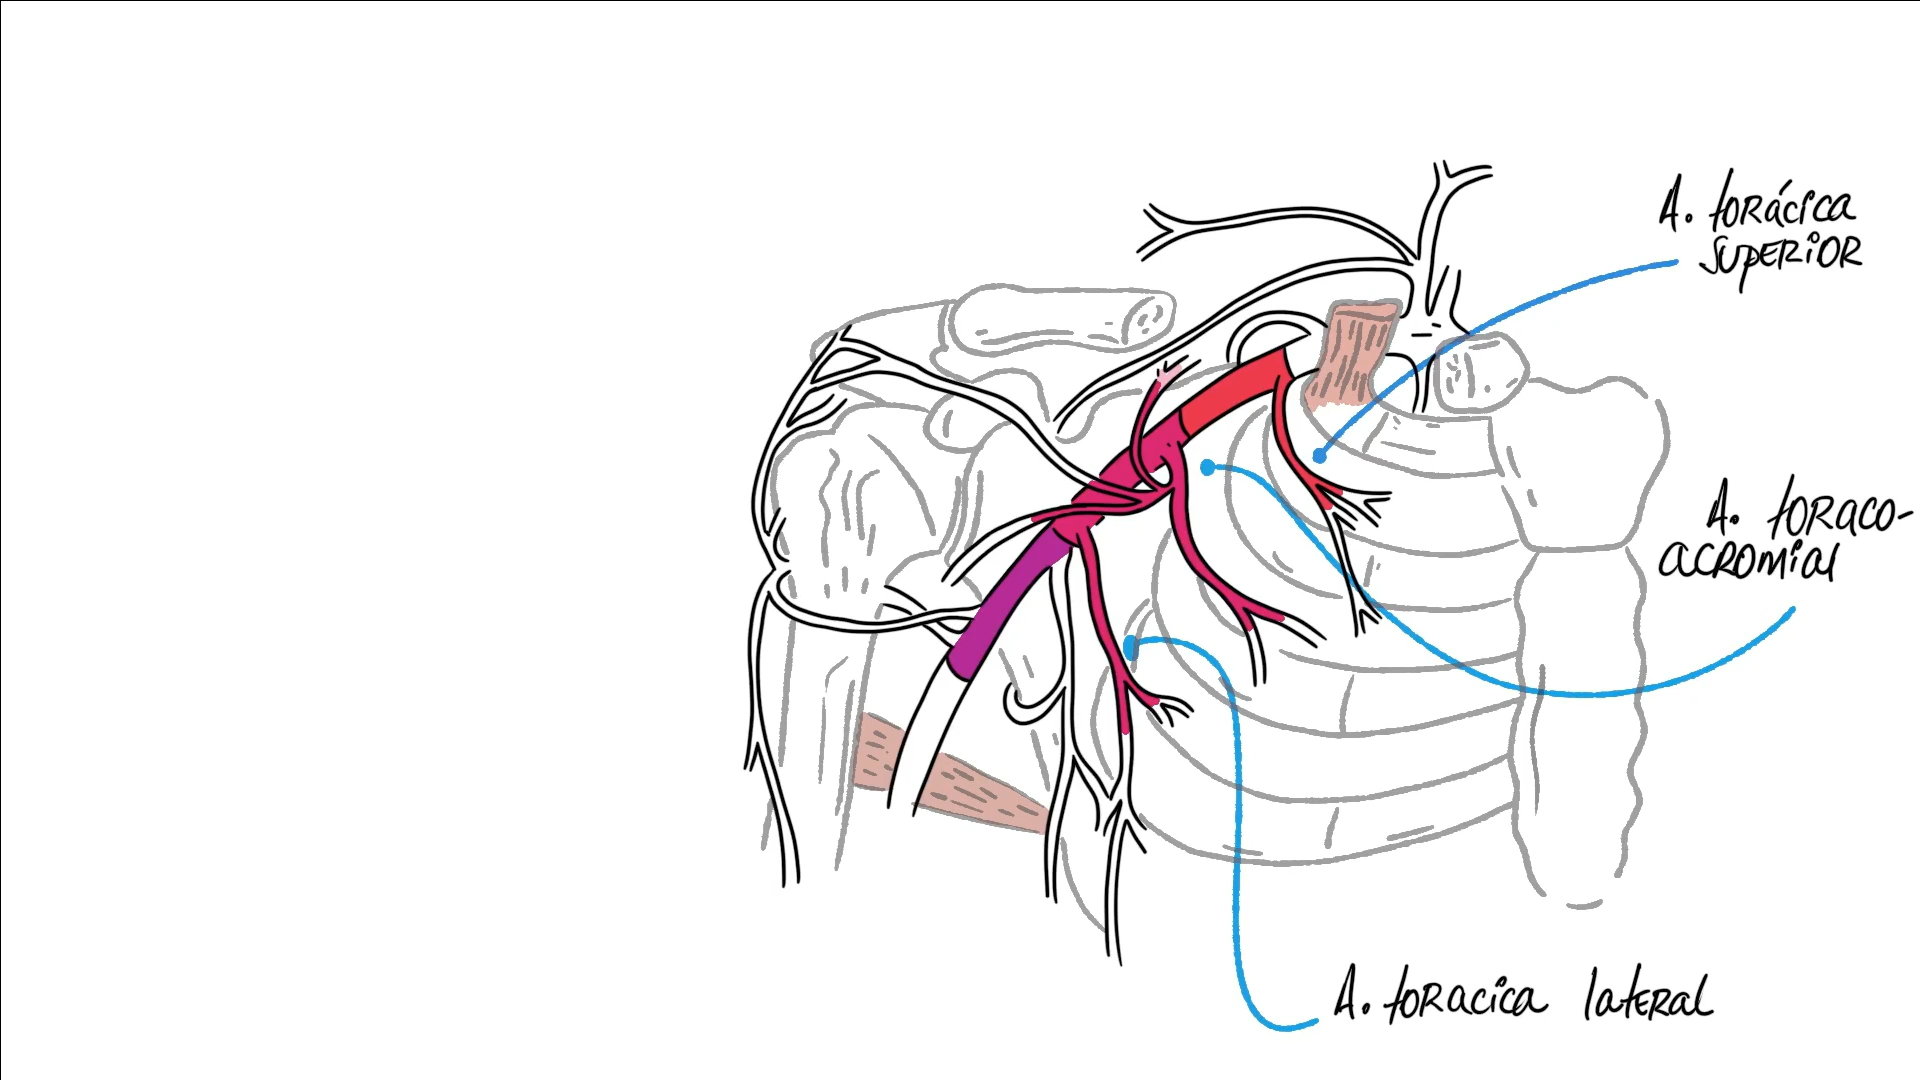 A. torácica
superior
A. toraco-
acromial
A. toracica lateral